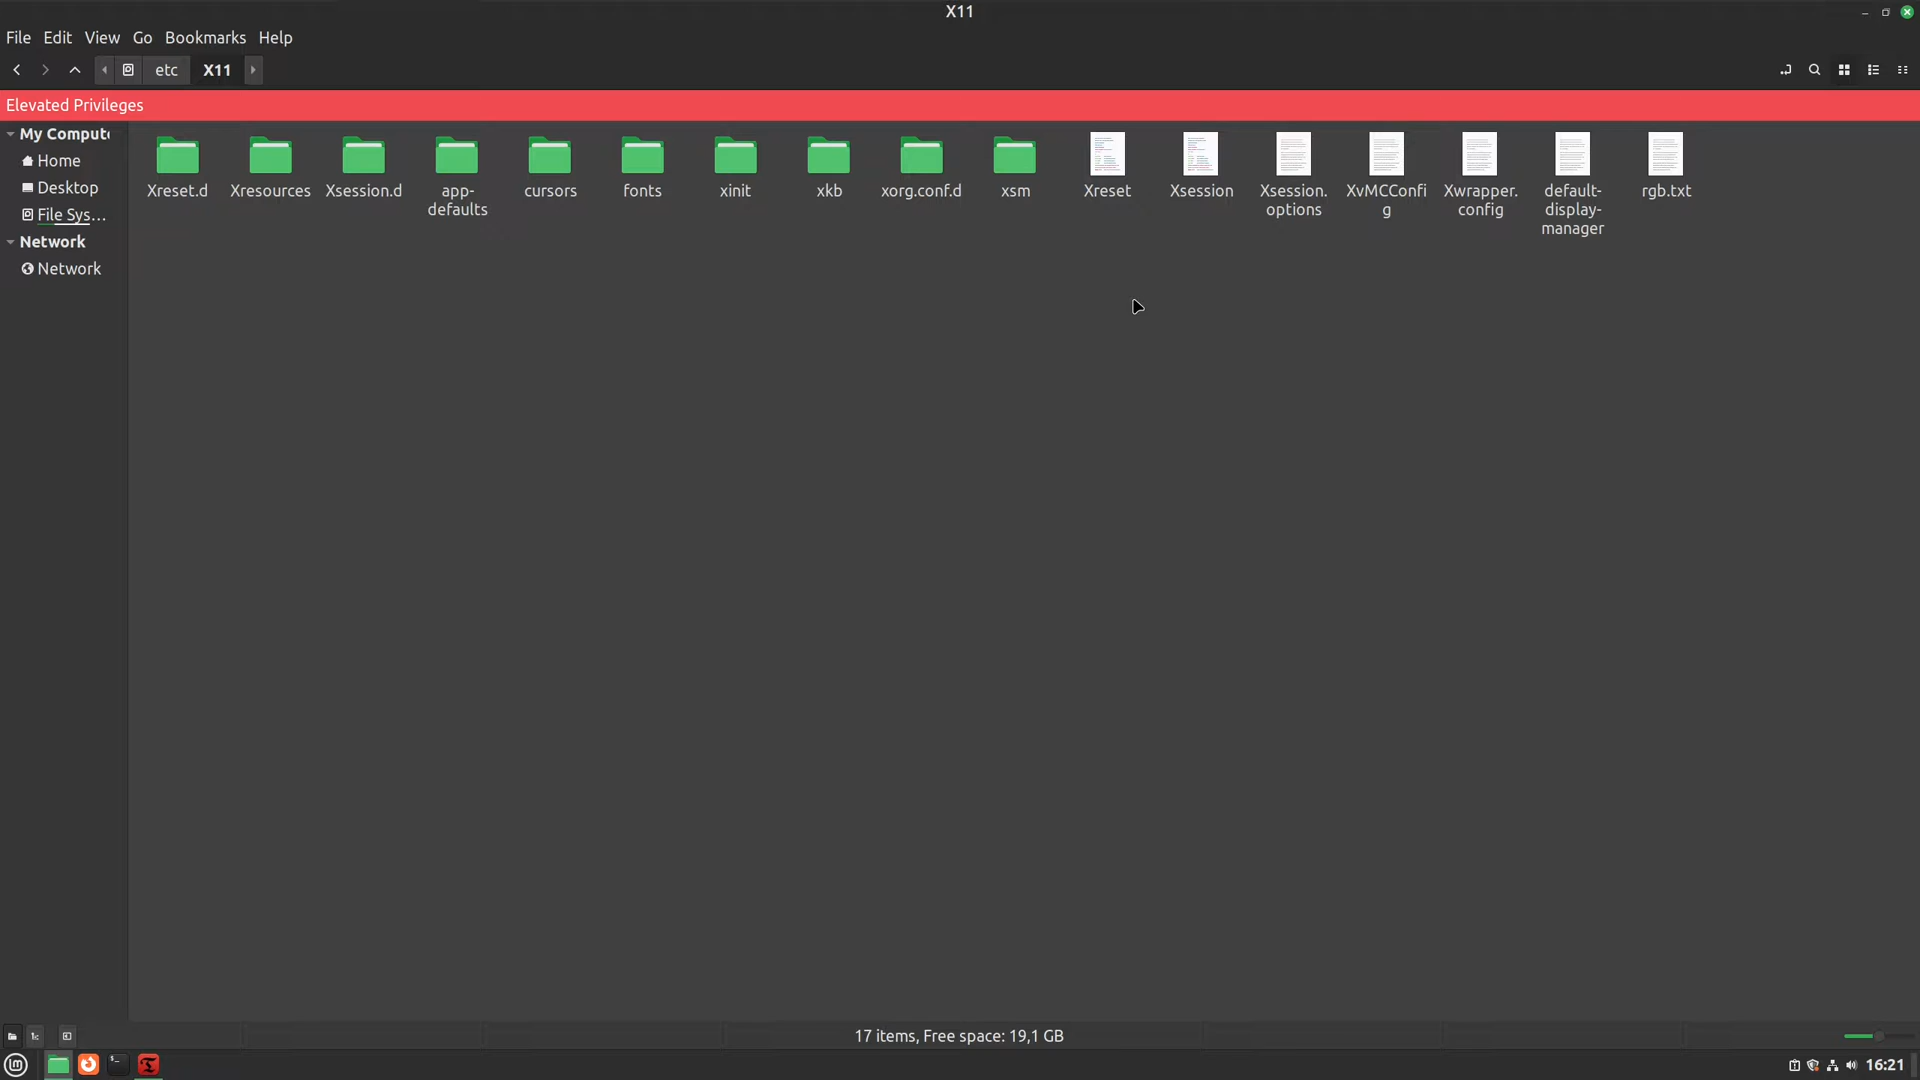 X11
File Edit View Go Bookmarks Help
etc X11
Elevated Privileges
My Comput
Home
Desktop
File Sys...
Network
Network
Xreset.d
Xresources
Xsession.d
app-
defaults
cursors
fonts
xinit
xkb
xorg.conf.d
xsm
Xreset
Xsession
Xsession.
options
XvMCConfi
g
Xwrapper.
config
default-
display-
manager
rgb.txt
17 items, Free space: 19,1 GB
16:21